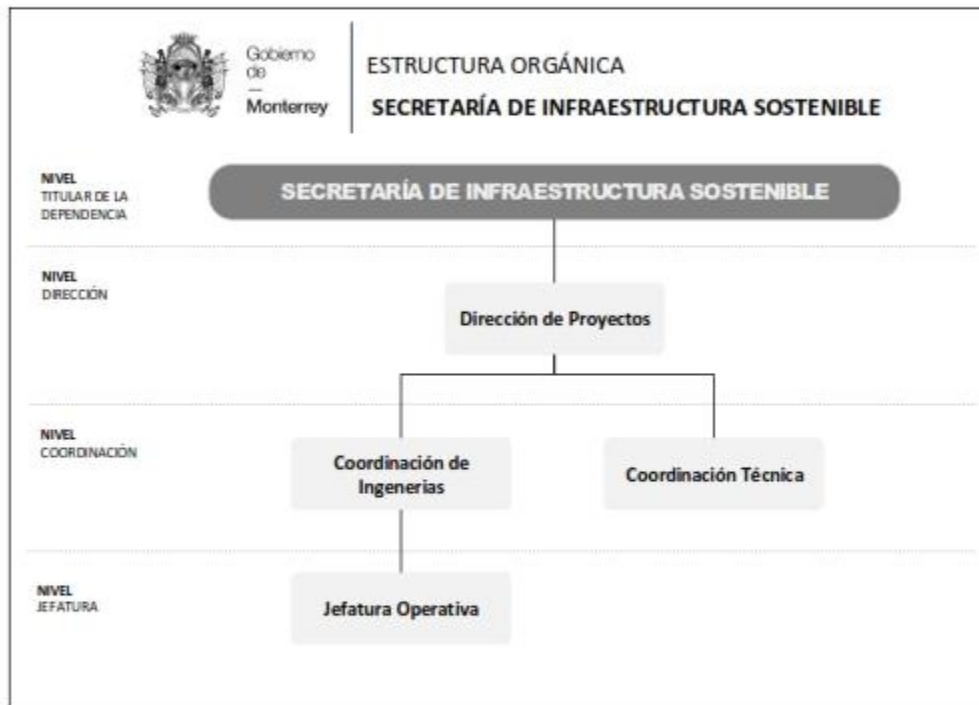 Gobierno
de
—
Monterrey
ESTRUCTURA ORGÁNICA
SECRETARÍA DE INFRAESTRUCTURA SOSTENIBLE
NIVEL
TITULAR DE LA
DEPENDENCIA
SECRETARÍA DE INFRAESTRUCTURA SOSTENIBLE
NIVEL
DIRECCIÓN
Dirección de Proyectos
NIVEL
COORDINACIÓN
Coordinación de
Ingenerias
Coordinación Técnica
NIVEL
JEFATURA
Jefatura Operativa